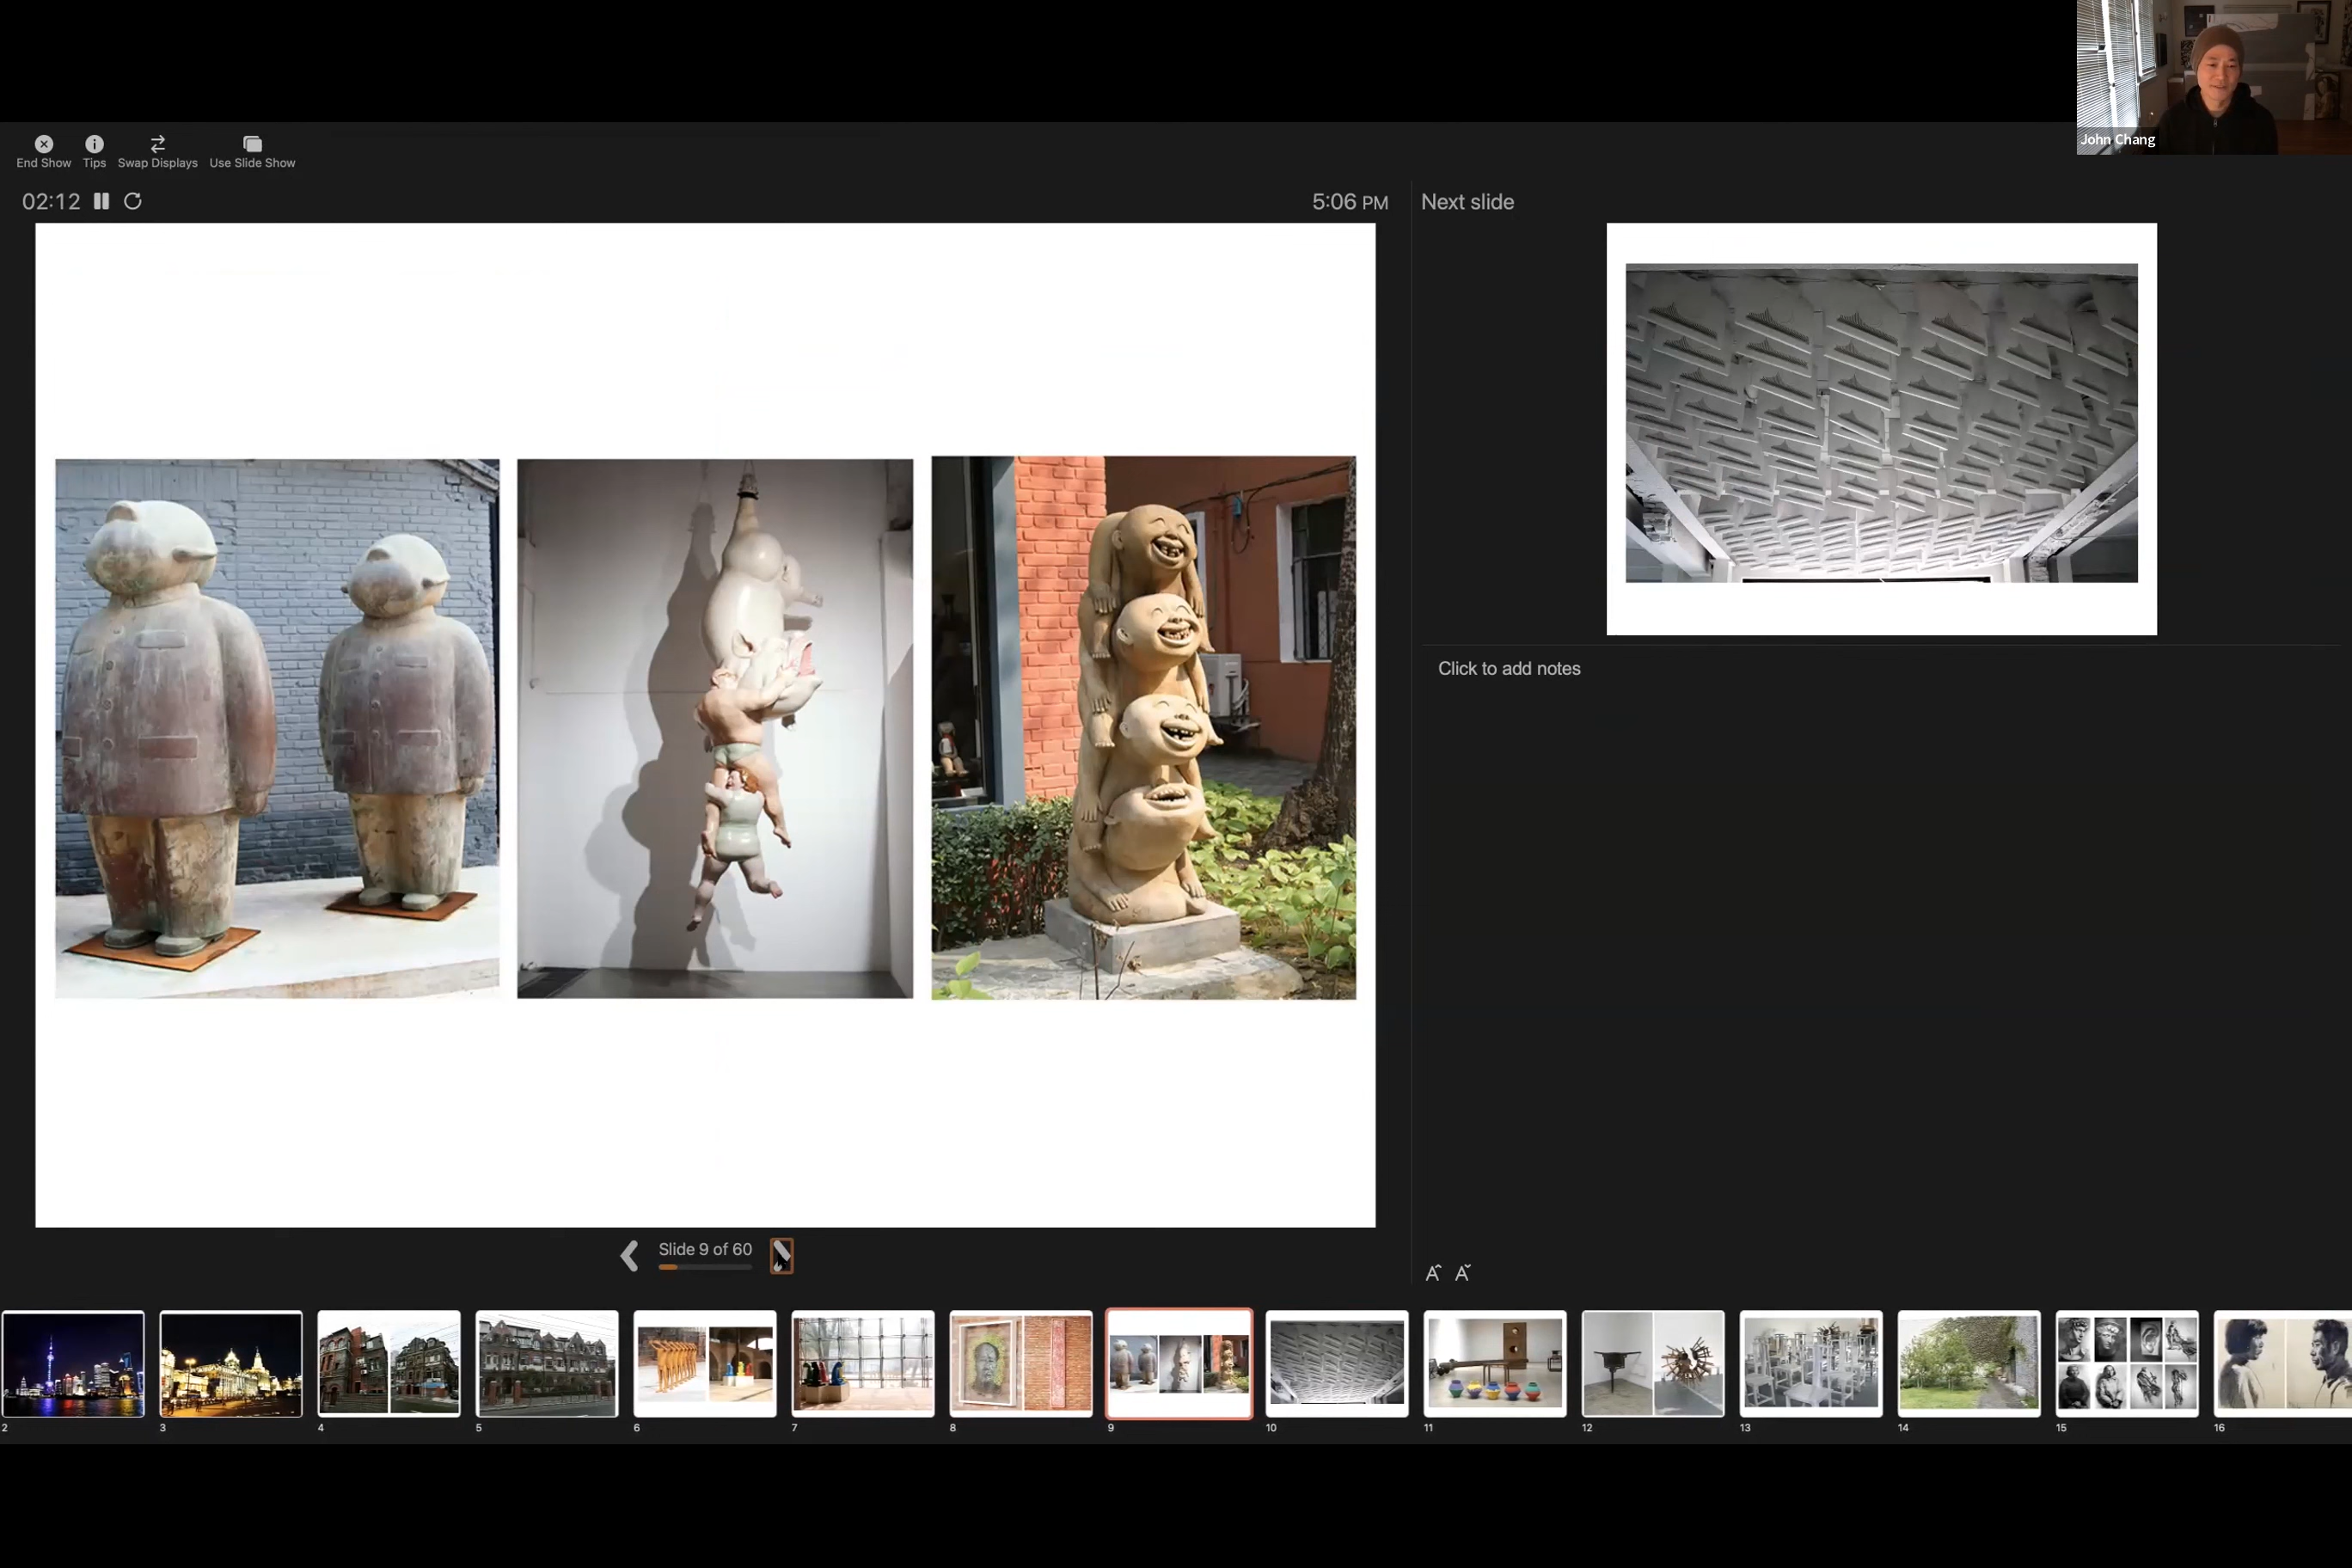 John Chang
End Show
Tips
Swap Displays
Use Slide Show
02:12
5:06 PM
Next slide
Click to add notes
Slide 9 of 60
2
3
4
5
6
7
8
9
10
11
12
13
14
15
16